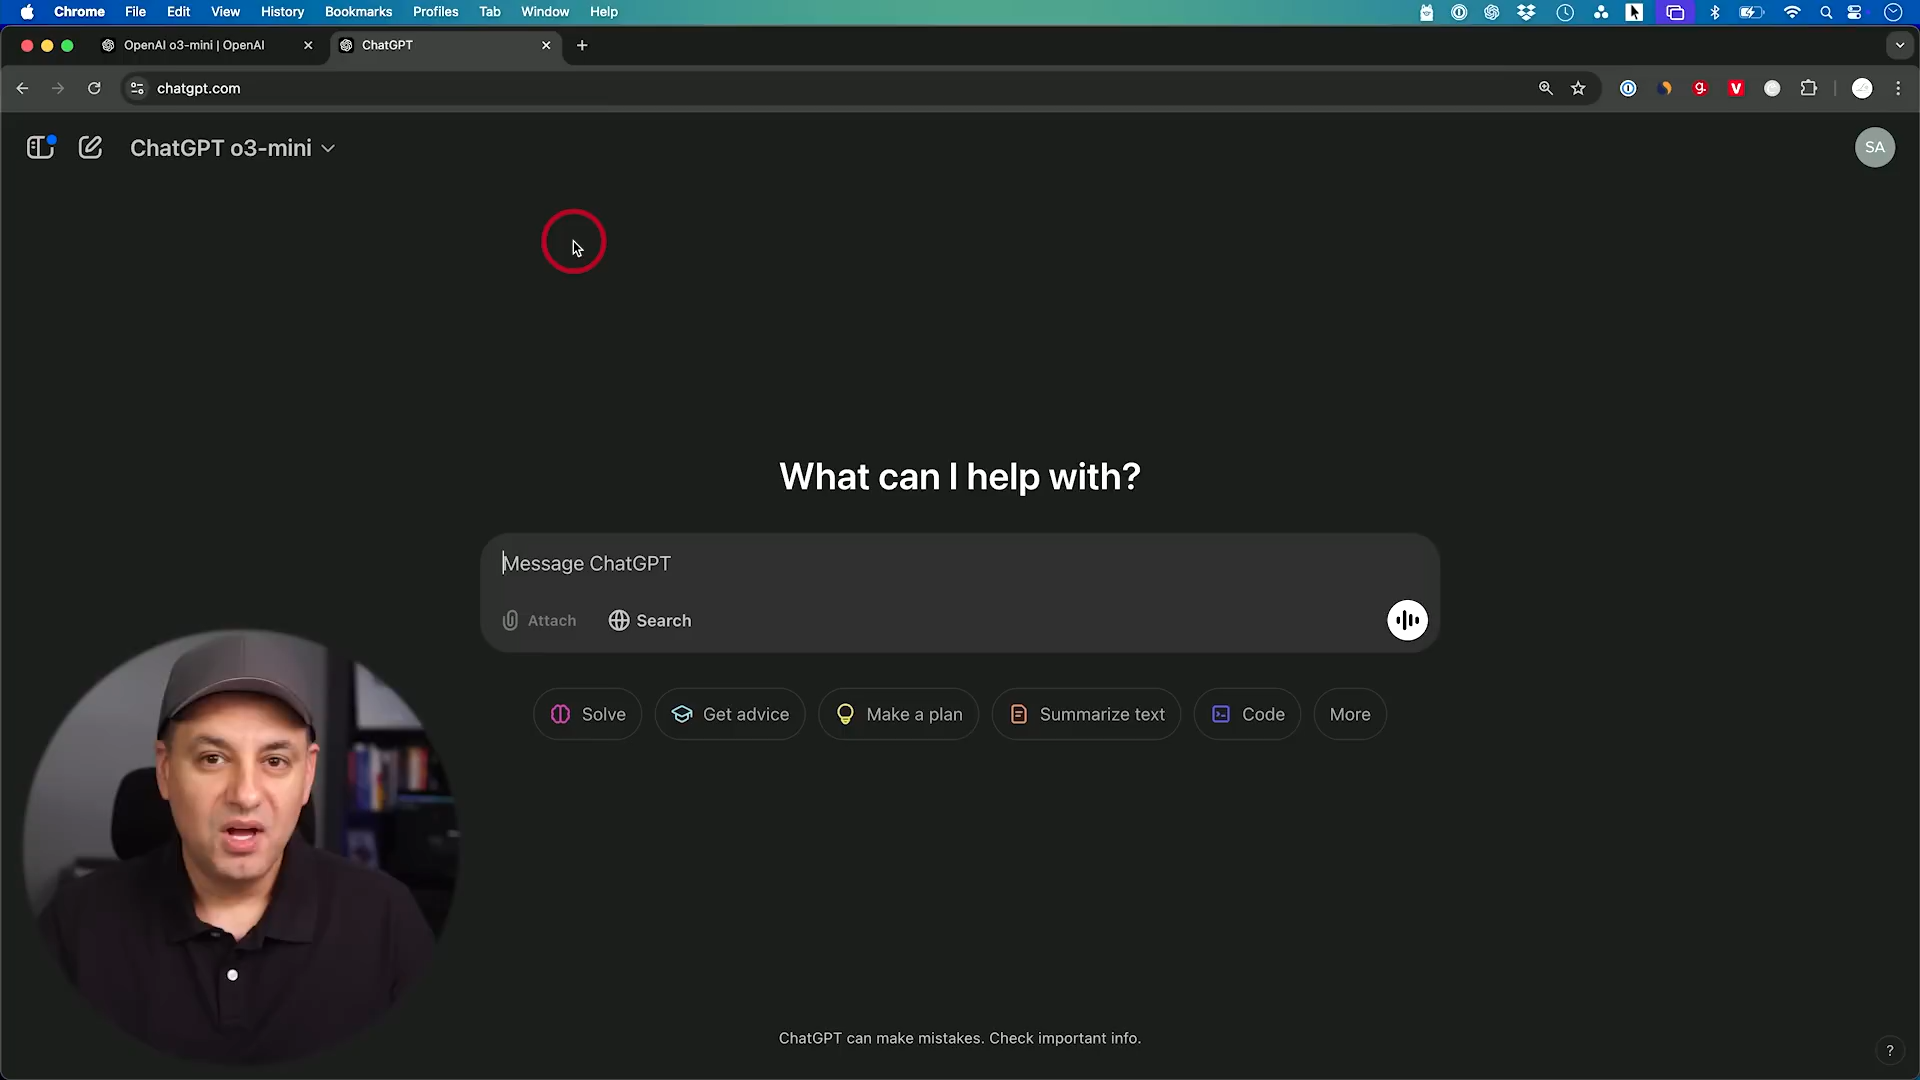 Chrome File Edit View History Bookmarks Profiles Tab Window Help
OpenAI o3-mini | OpenAI
ChatGPT
chatgpt.com
g.
V
ChatGPT o3-mini
SA
What can I help with?
Message ChatGPT
Attach
Search
Solve
Get advice
Make a plan
Summarize text
Code
More
ChatGPT can make mistakes. Check important info.
?